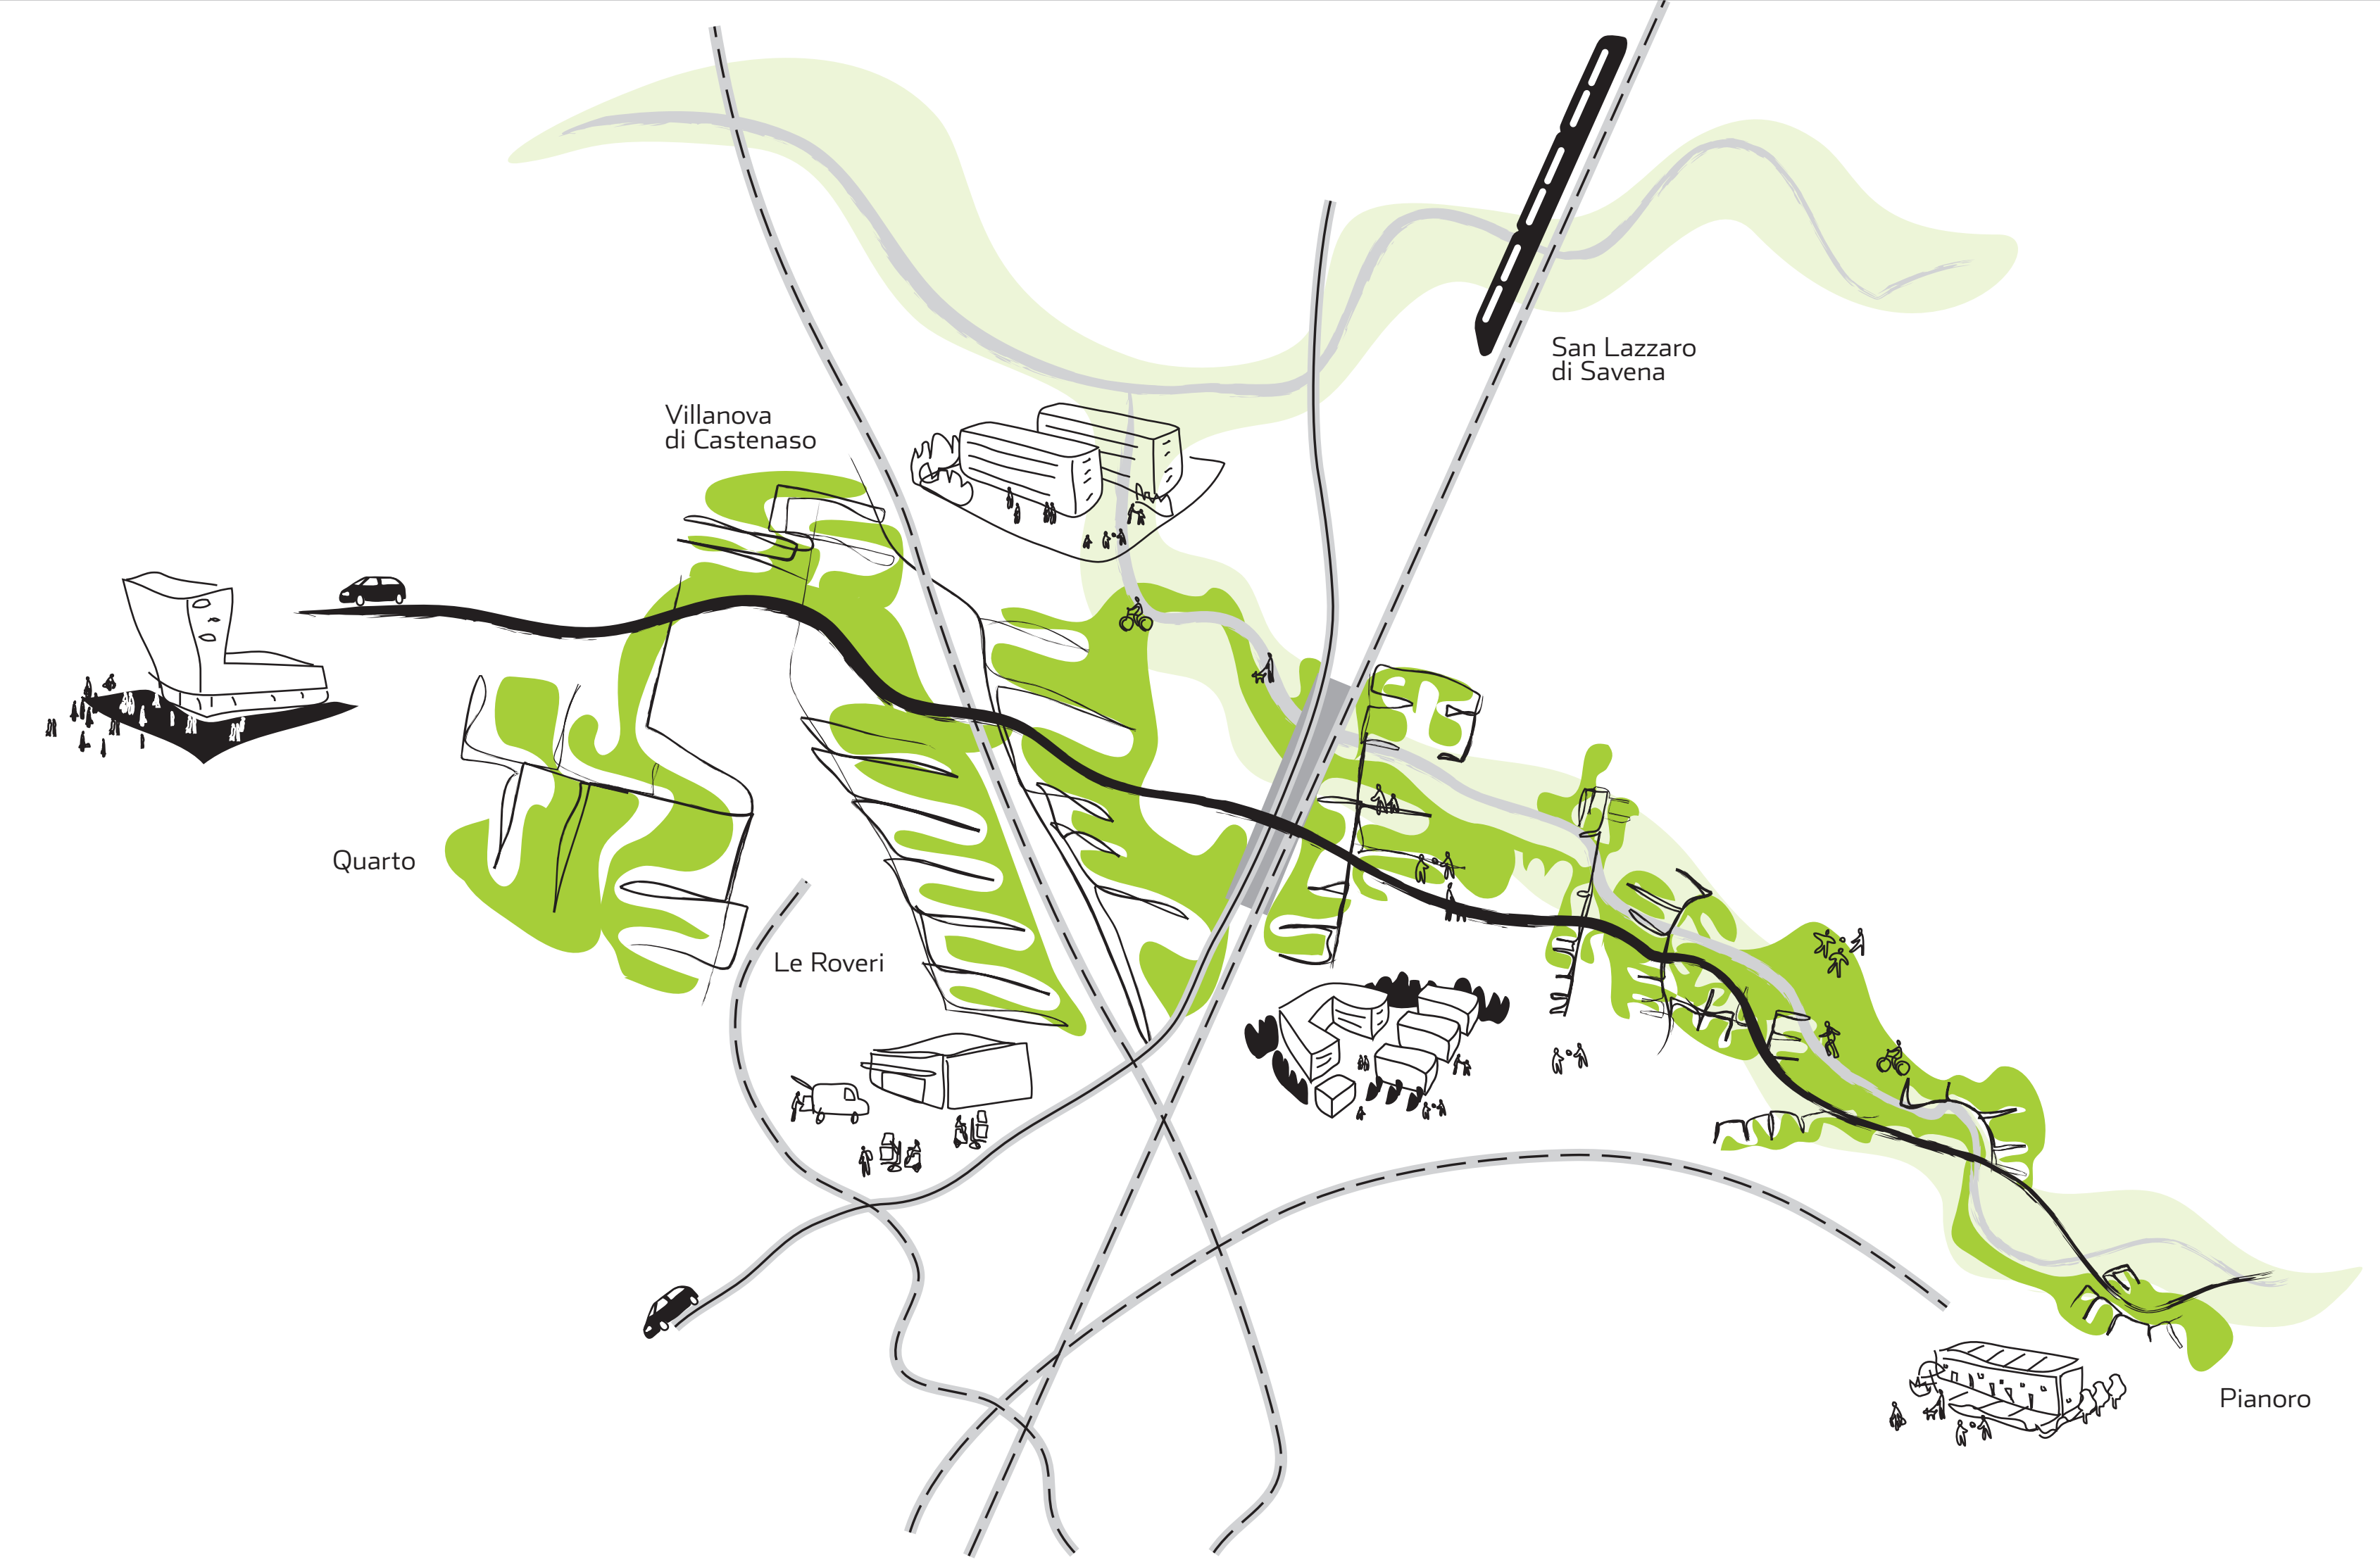 San Lazzaro
di Savena
Villanova
di Castenaso
Quarto
Le Roveri
Pianoro